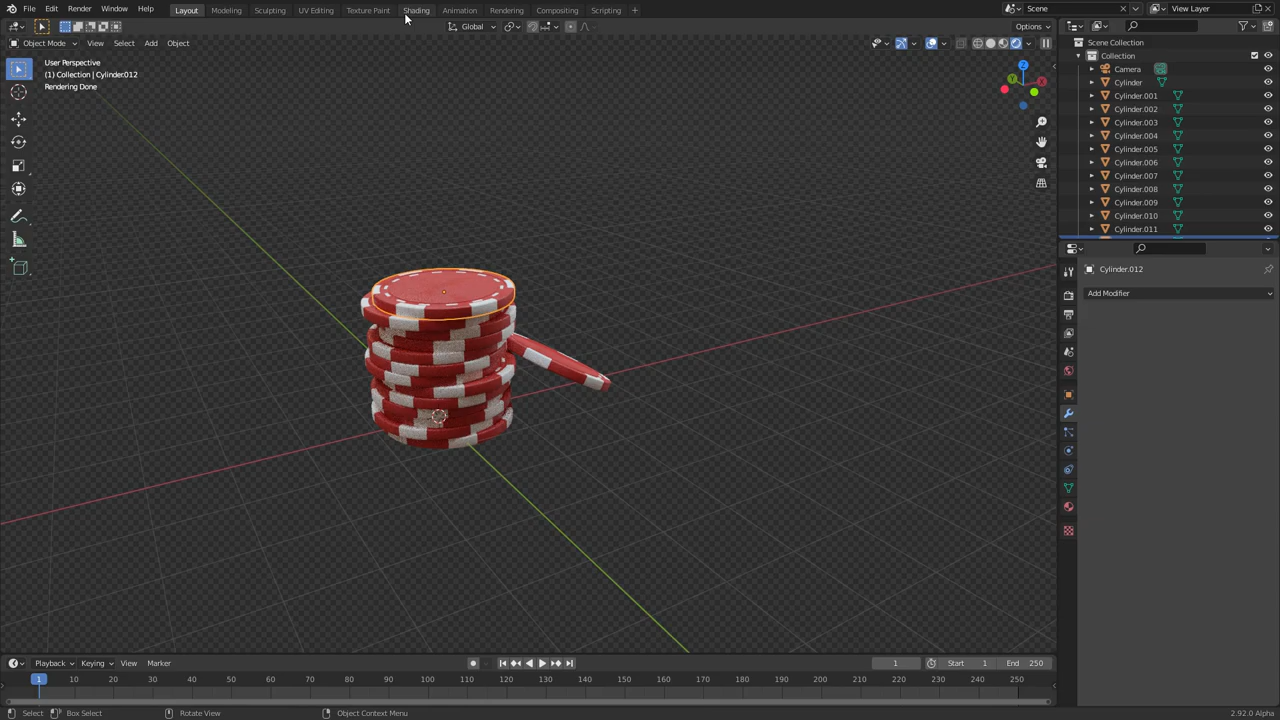 File Edit Render Window Help Layout Modeling Sculpting UV Editing Texture Paint Shading Animation Rendering Compositing Scripting + Scene View Layer
Global Options
Object Mode View Select Add Object
User Perspective
(1) Collection | Cylinder.012
Rendering Done
Z
Y
X
Scene Collection
Collection
Camera
Cylinder
Cylinder.001
Cylinder.002
Cylinder.003
Cylinder.004
Cylinder.005
Cylinder.006
Cylinder.007
Cylinder.008
Cylinder.009
Cylinder.010
Cylinder.011
Cylinder.012
Add Modifier
Playback Keying View Marker 1 Start 1 End 250
1 10 20 30 40 50 60 70 80 90 100 110 120 130 140 150 160 170 180 190 200 210 220 230 240 250
Select Box Select Rotate View Object Context Menu 2.92.0 Alpha